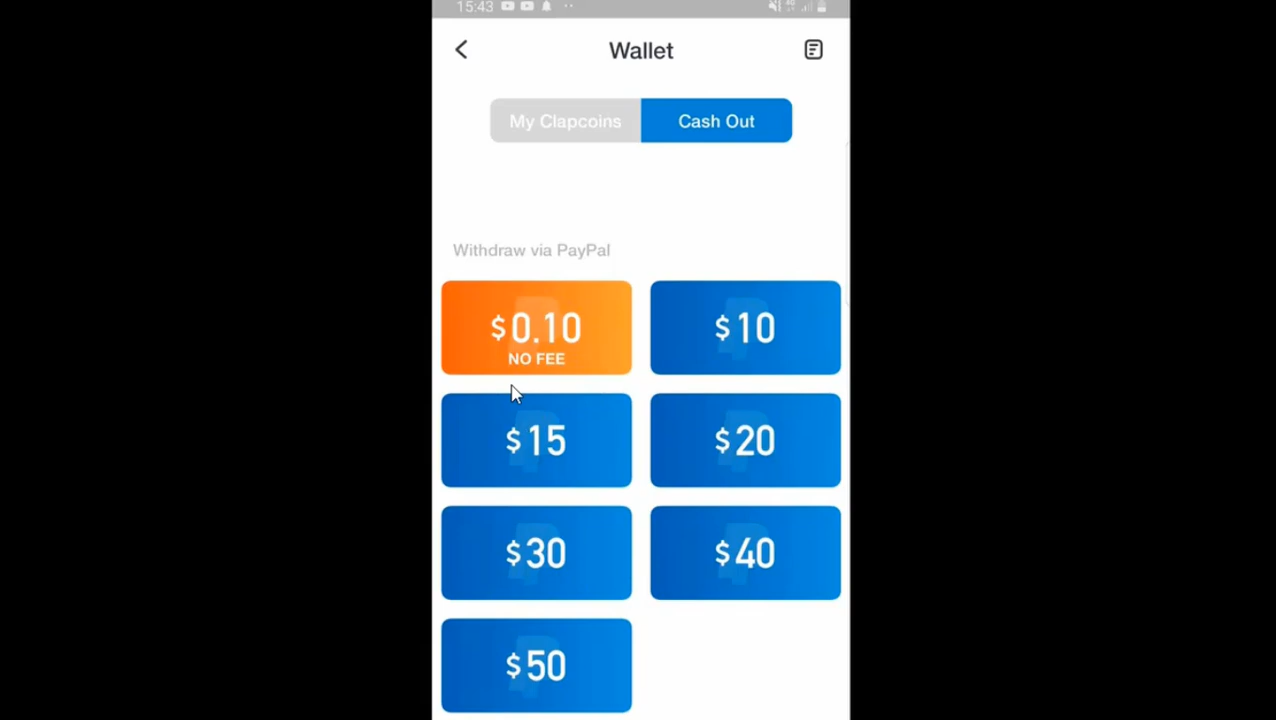 15:43
Wallet
My Clapcoins
Cash Out
Withdraw via PayPal
$0.10
NO FEE
$10
$15
$20
$30
$40
$50